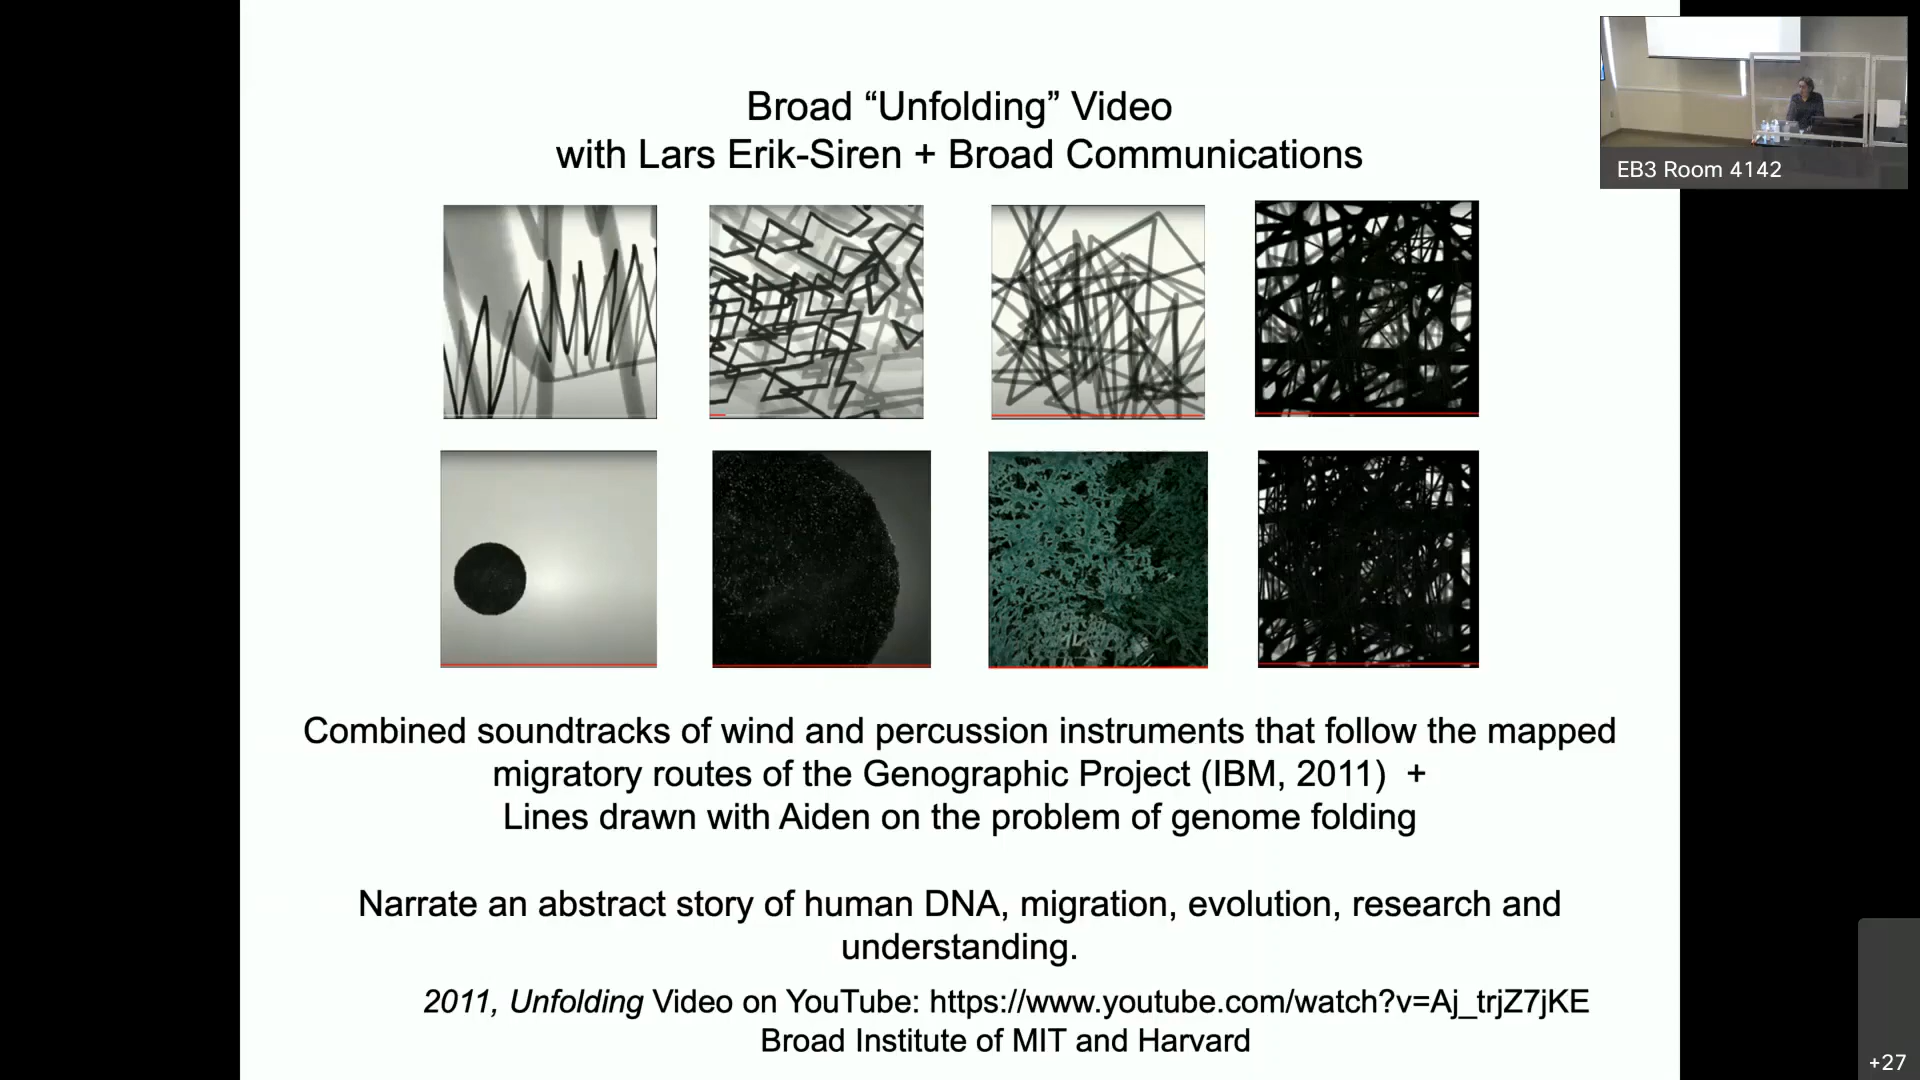 Broad “Unfolding” Video
with Lars Erik-Siren + Broad Communications
EB3 Room 4142
Combined soundtracks of wind and percussion instruments that follow the mapped
migratory routes of the Genographic Project (IBM, 2011) +
Lines drawn with Aiden on the problem of genome folding
Narrate an abstract story of human DNA, migration, evolution, research and
understanding.
2011, Unfolding Video on YouTube: https://www.youtube.com/watch?v=Aj_trjZ7jKE
Broad Institute of MIT and Harvard
+27